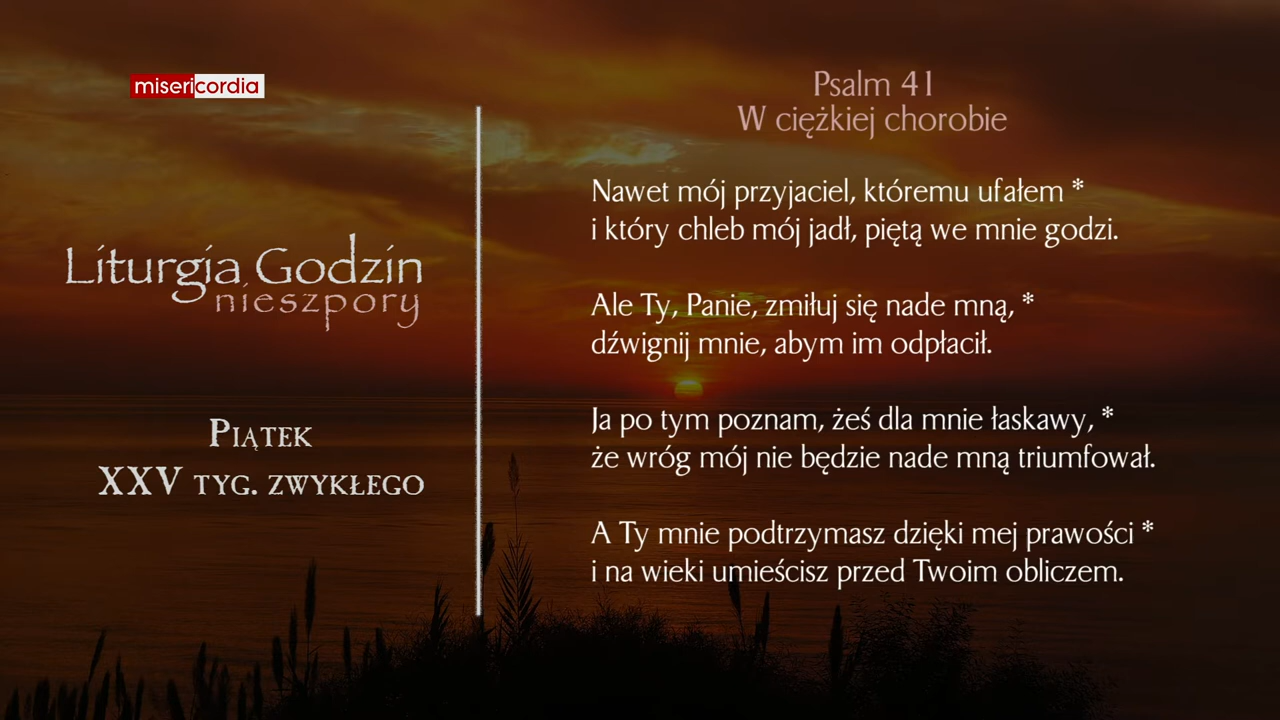 misericordia
Liturgia Godzin
nieszpory
Piątek
XXV tyg. zwykłego
Psalm 41
W ciężkiej chorobie
Nawet mój przyjaciel, któremu ufałem *
i który chleb mój jadł, piętą we mnie godzi.
Ale Ty, Panie, zmiłuj się nade mną, *
dźwignij mnie, abym im odpłacił.
Ja po tym poznam, żeś dla mnie łaskawy, *
że wróg mój nie będzie nade mną triumfował.
A Ty mnie podtrzymasz dzięki mej prawości *
i na wieki umieścisz przed Twoim obliczem.